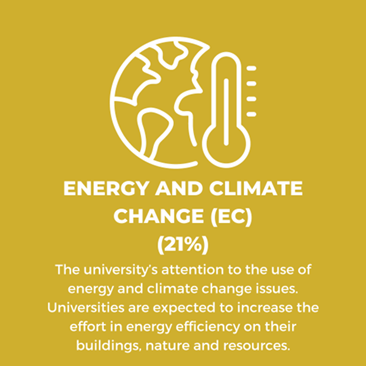 ENERGY AND CLIMATE
CHANGE (EC)
(21%)
The university's attention to the use of
energy and climate change issues.
Universities are expected to increase the
effort in energy efficiency on their
buildings, nature and resources.